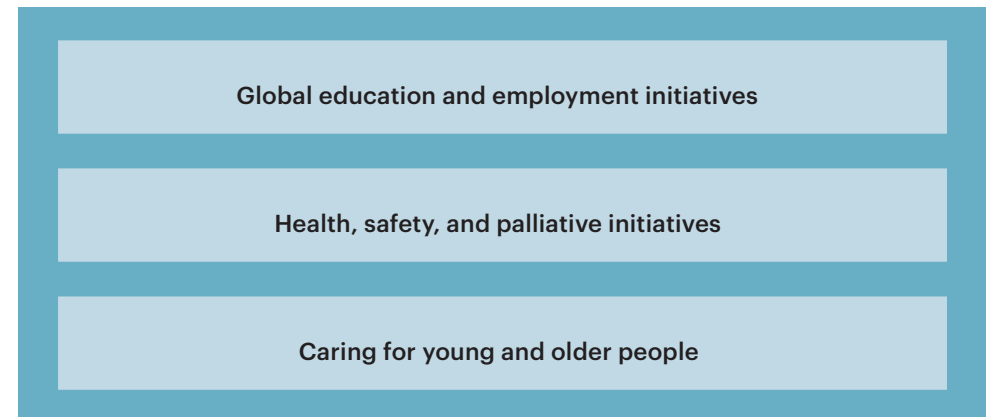 Global education and employment initiatives
Health, safety, and palliative initiatives
Caring for young and older people